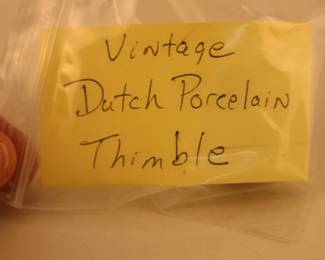 Vintage
Dutch Porcelain
Thimble